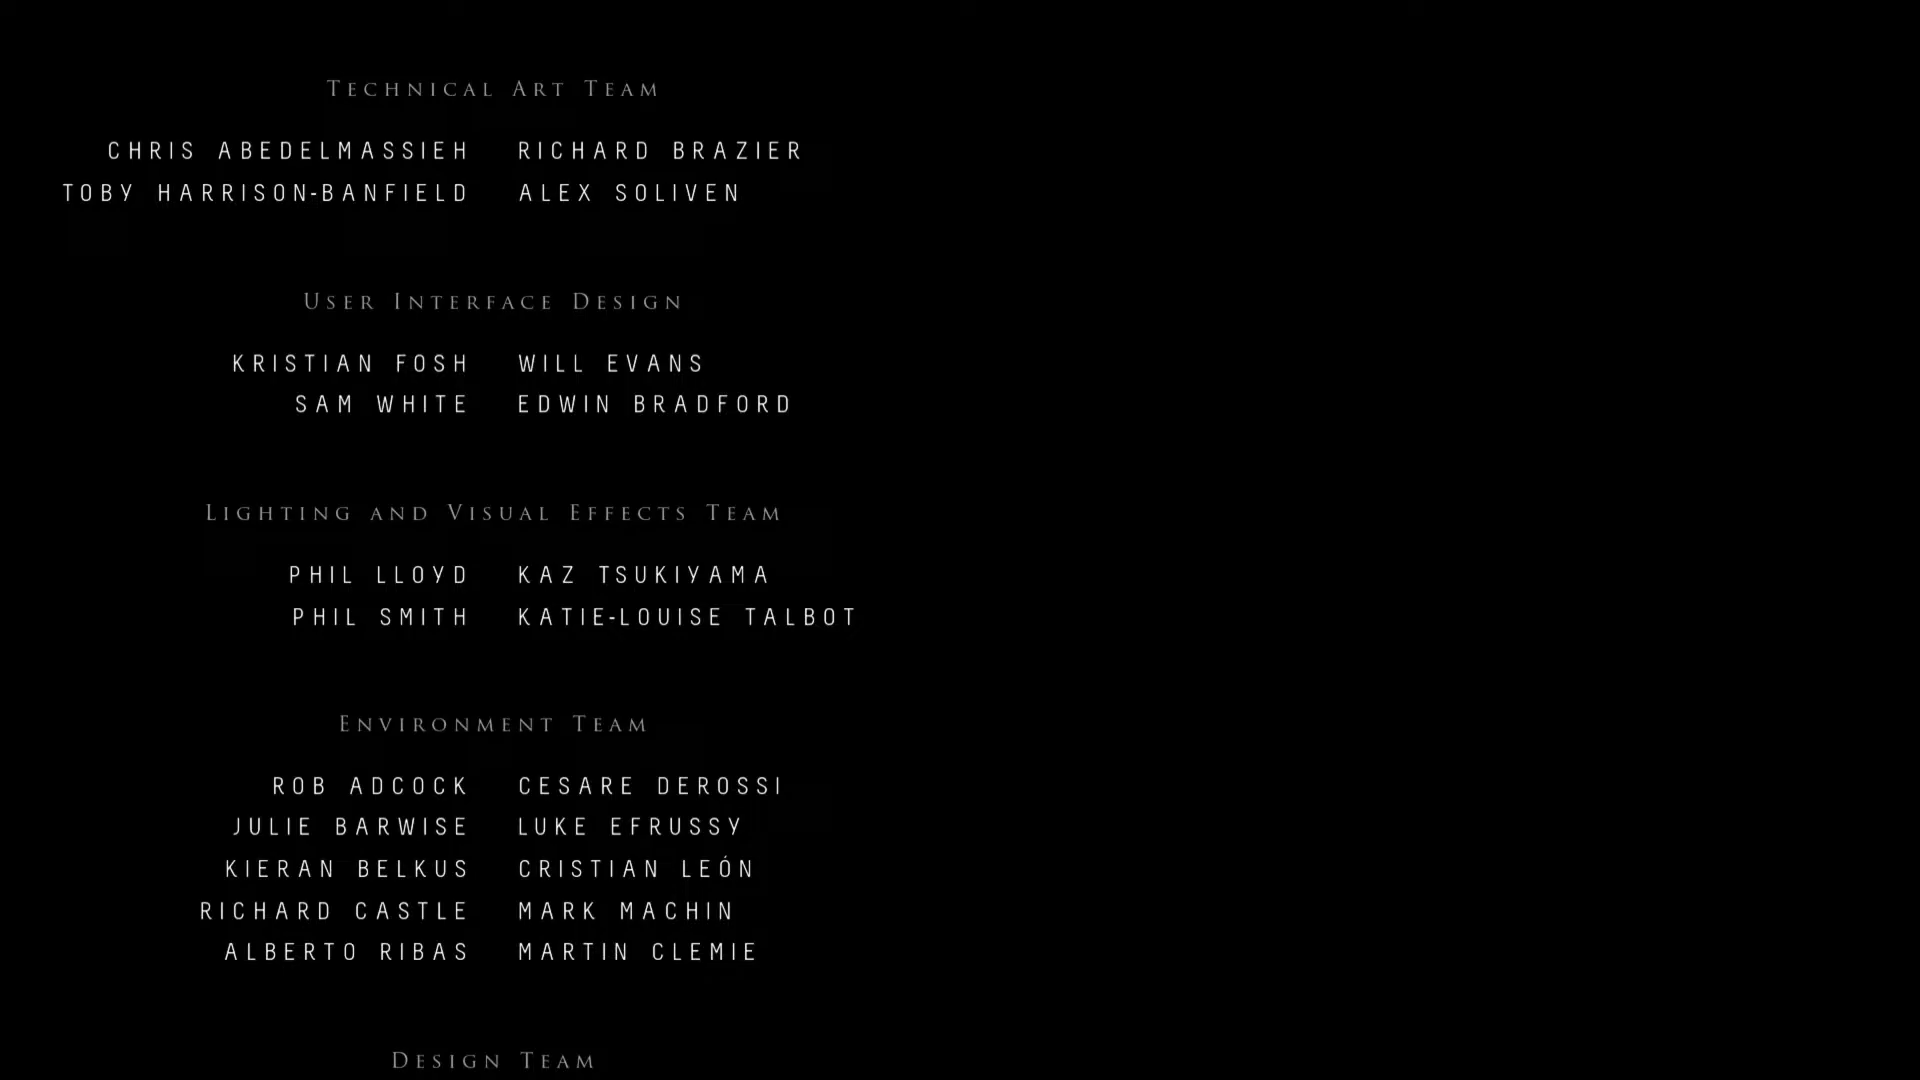 Technical Art Team
CHRIS ABEDELMASSIEH RICHARD BRAZIER
TOBY HARRISON-BANFIELD ALEX SOLIVEN
User Interface Design
KRISTIAN FOSH WILL EVANS
SAM WHITE EDWIN BRADFORD
Lighting and Visual Effects Team
PHIL LLOYD KAZ TSUKIYAMA
PHIL SMITH KATIE-LOUISE TALBOT
Environment Team
ROB ADCOCK CESARE DEROSSI
JULIE BARWISE LUKE EFRUSSY
KIERAN BELKUS CRISTIAN LEÓN
RICHARD CASTLE MARK MACHIN
ALBERTO RIBAS MARTIN CLEMIE
Design Team